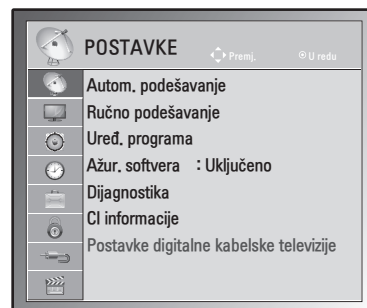 POSTAVKE
Premj. U redu
Autom. podešavanje
Ručno podešavanje
Uređ. programa
Ažur. softvera : Uključeno
Dijagnostika
CI informacije
Postavke digitalne kabelske televizije